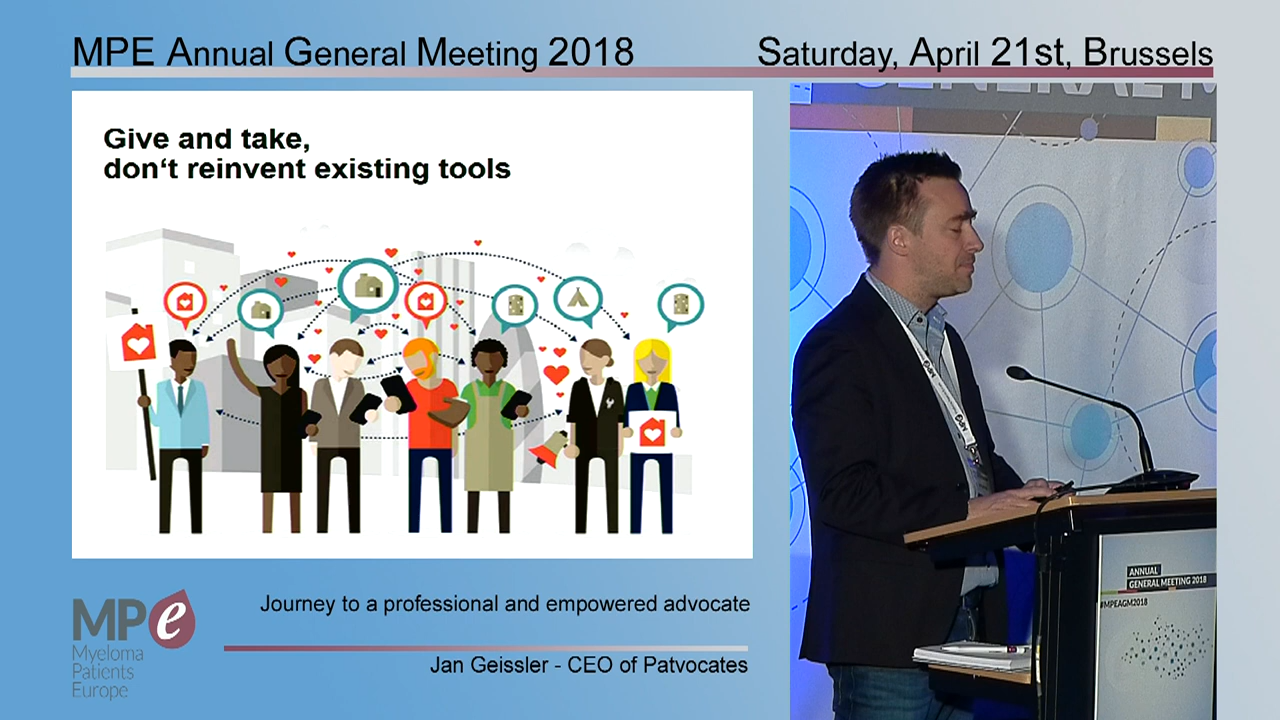 MPE Annual General Meeting 2018
Saturday, April 21st, Brussels
GENERAL M
Give and take,
don't reinvent existing tools
ANNUAL
GENERAL MEETING 2018
#MPEAGM2018
MPe
Myeloma
Patients
Europe
Journey to a professional and empowered advocate
Jan Geissler - CEO of Patvocates